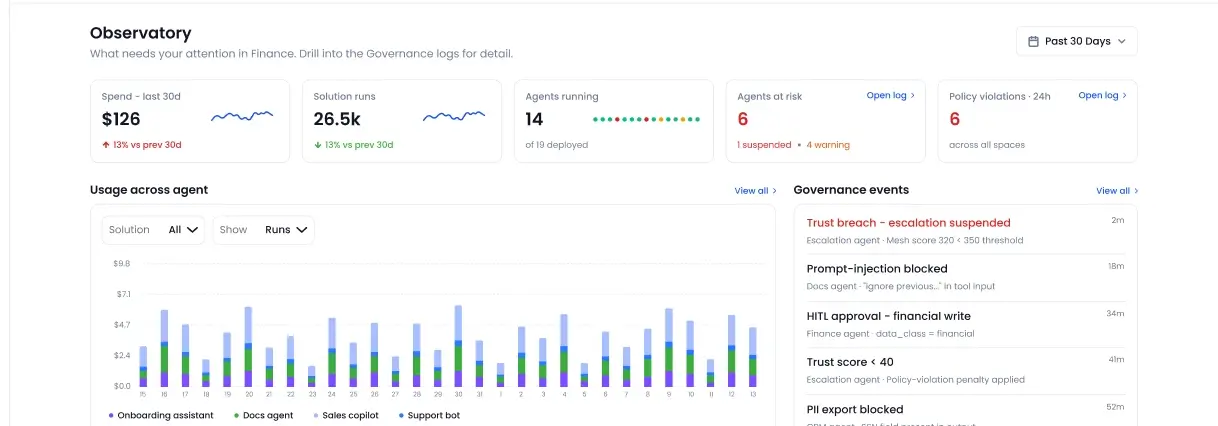 Observatory
What needs your attention in Finance. Drill into the Governance logs for detail.
Past 30 Days
Spend - last 30d
$126
13% vs prev 30d
Solution runs
26.5k
13% vs prev 30d
Agents running
14
of 19 deployed
Agents at risk
Open log >
6
1 suspended • 4 warning
Policy violations · 24h
Open log >
6
across all spaces
Usage across agent
View all >
Solution All
Show Runs
$9.8
$7.1
$4.7
$2.4
$0.0
15 16 17 18 19 20 21 22 23 24 25 26 27 28 29 30 31 1 2 3 4 5 6 7 8 9 10 11 12 13
Onboarding assistant
Docs agent
Sales copilot
Support bot
Governance events
View all >
Trust breach - escalation suspended
2m
Escalation agent · Mesh score 320 < 350 threshold
Prompt-injection blocked
18m
Docs agent · "ignore previous..." in tool input
HITL approval - financial write
34m
Finance agent · data_class = financial
Trust score < 40
41m
Escalation agent · Policy-violation penalty applied
PII export blocked
52m